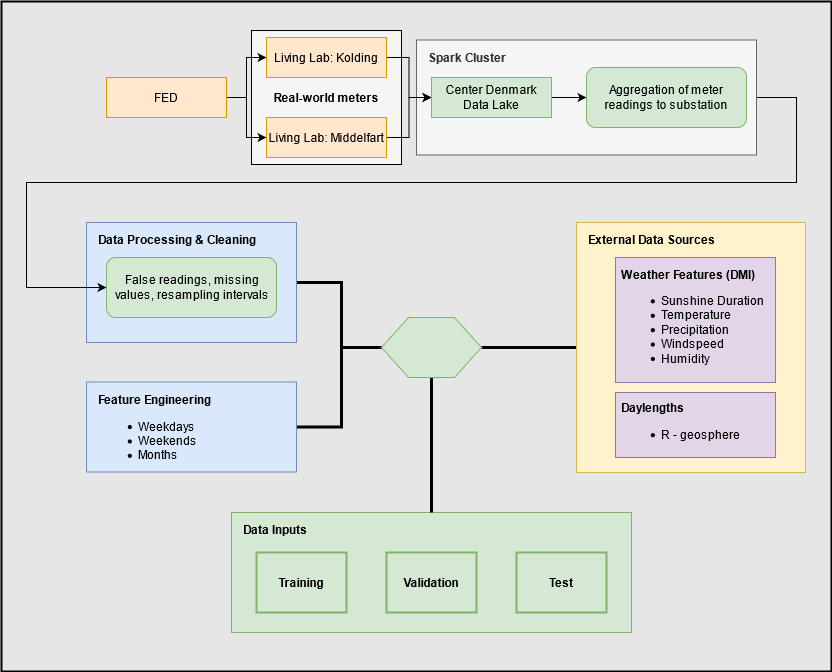 FED
Living Lab: Kolding
Real-world meters
Living Lab: Middelfart
Spark Cluster
Center Denmark
Data Lake
Aggregation of meter
readings to substation
Data Processing & Cleaning
False readings, missing
values, resampling intervals
Feature Engineering
• Weekdays
• Weekends
• Months
External Data Sources
Weather Features (DMI)
• Sunshine Duration
• Temperature
• Precipitation
• Windspeed
• Humidity
Daylengths
• R - geosphere
Data Inputs
Training
Validation
Test